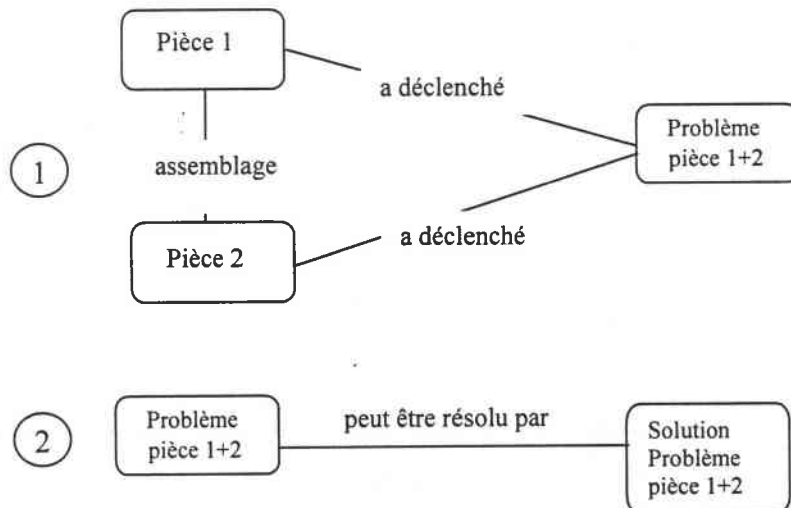 Pièce 1
a déclenché
Problème
pièce 1+2
1
assemblage
Pièce 2
a déclenché
2
Problème
pièce 1+2
peut être résolu par
Solution
Problème
pièce 1+2